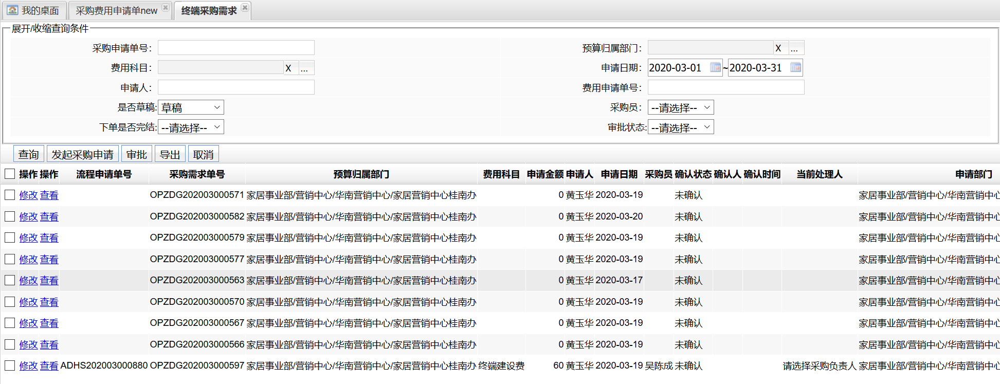 我的桌面 采购费用申请单new 终端采购需求
展开/收缩查询条件
采购申请单号: 预算归属部门: X ...
费用科目: X ... 申请日期: 2020-03-01 ~ 2020-03-31
申请人: 费用申请单号:
是否草稿: 草稿 采购员: --请选择--
下单是否完结: --请选择-- 审批状态: --请选择--
查询 发起采购申请 审批 导出 取消
操作 操作 流程申请单号 采购需求单号 预算归属部门 费用科目 申请金额 申请人 申请日期 采购员 确认状态 确认人 确认时间 当前处理人 申请部门
修改 查看 OPZDG202003000571 家居事业部/营销中心/华南营销中心/家居营销中心桂南办 0 黄玉华 2020-03-19 未确认 家居事业部/营销中心/华南营销中心
修改 查看 OPZDG202003000582 家居事业部/营销中心/华南营销中心/家居营销中心桂南办 0 黄玉华 2020-03-20 未确认 家居事业部/营销中心/华南营销中心
修改 查看 OPZDG202003000579 家居事业部/营销中心/华南营销中心/家居营销中心桂南办 0 黄玉华 2020-03-19 未确认 家居事业部/营销中心/华南营销中心
修改 查看 OPZDG202003000577 家居事业部/营销中心/华南营销中心/家居营销中心桂南办 0 黄玉华 2020-03-19 未确认 家居事业部/营销中心/华南营销中心
修改 查看 OPZDG202003000563 家居事业部/营销中心/华南营销中心/家居营销中心桂南办 0 黄玉华 2020-03-17 未确认 家居事业部/营销中心/华南营销中心
修改 查看 OPZDG202003000570 家居事业部/营销中心/华南营销中心/家居营销中心桂南办 0 黄玉华 2020-03-19 未确认 家居事业部/营销中心/华南营销中心
修改 查看 OPZDG202003000567 家居事业部/营销中心/华南营销中心/家居营销中心桂南办 0 黄玉华 2020-03-19 未确认 家居事业部/营销中心/华南营销中心
修改 查看 OPZDG202003000566 家居事业部/营销中心/华南营销中心/家居营销中心桂南办 0 黄玉华 2020-03-19 未确认 家居事业部/营销中心/华南营销中心
修改 查看 ADHS202003000880 OPZDG202003000597 家居事业部/营销中心/华南营销中心/家居营销中心桂南办 终端建设费 60 黄玉华 2020-03-19 吴陈成 未确认 请选择采购负责人 家居事业部/营销中心/华南营销中心